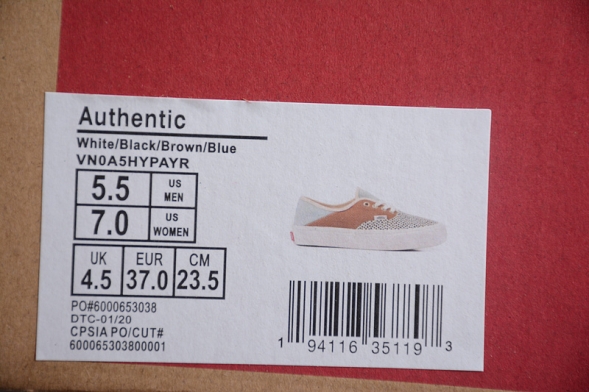 Authentic
White/Black/Brown/Blue
VN0A5HYPAYR
5.5 US MEN
7.0 US WOMEN
UK EUR CM
4.5 37.0 23.5
PO#6000653038
DTC-01/20
CPSIA PO/CUT#
600065303800001
1 94116 35119 3